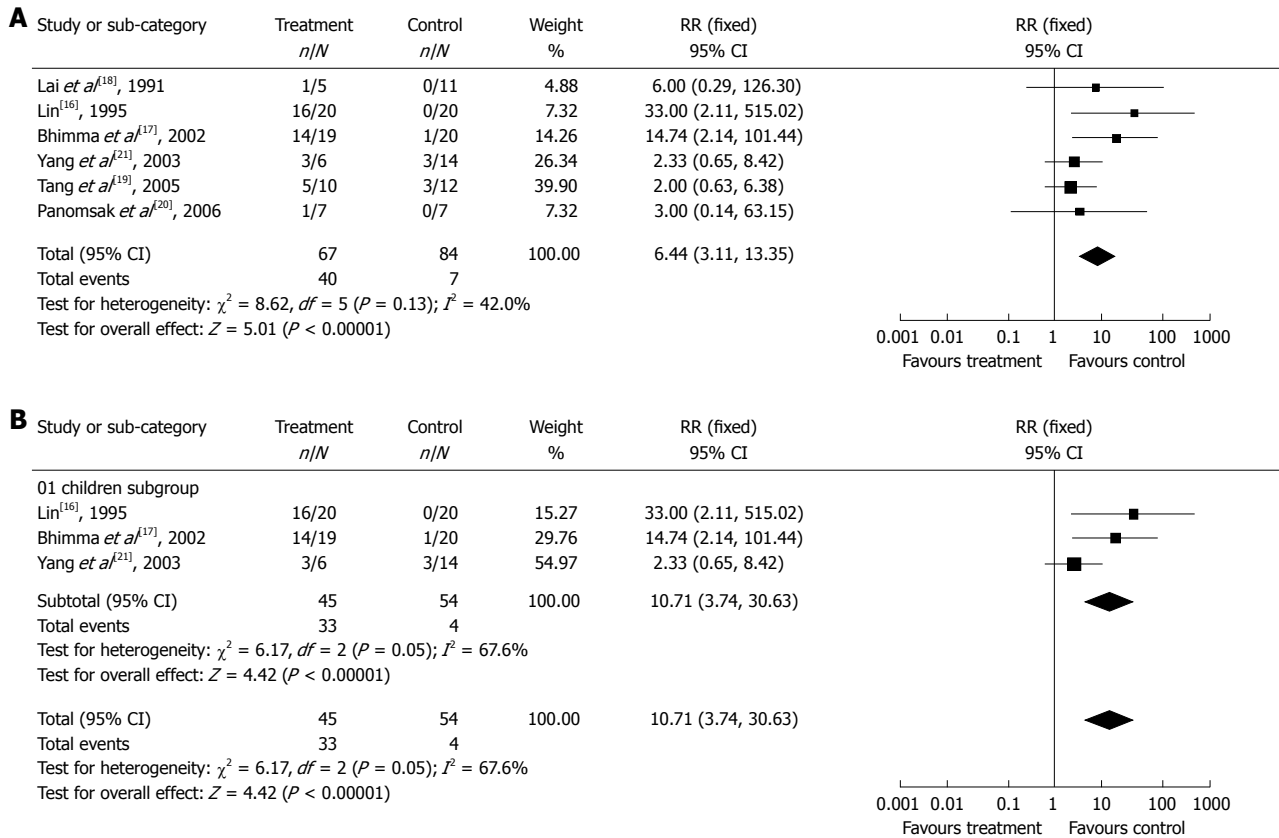 A
Study or sub-category Treatment Control Weight RR (fixed) RR (fixed)
n/N n/N % 95% CI 95% CI
Lai et al[18], 1991 1/5 0/11 4.88 6.00 (0.29, 126.30)
Lin[16], 1995 16/20 0/20 7.32 33.00 (2.11, 515.02)
Bhimma et al[17], 2002 14/19 1/20 14.26 14.74 (2.14, 101.44)
Yang et al[21], 2003 3/6 3/14 26.34 2.33 (0.65, 8.42)
Tang et al[19], 2005 5/10 3/12 39.90 2.00 (0.63, 6.38)
Panomsak et al[20], 2006 1/7 0/7 7.32 3.00 (0.14, 63.15)
Total (95% CI) 67 84 100.00 6.44 (3.11, 13.35)
Total events 40 7
Test for heterogeneity: χ² = 8.62, df = 5 (P = 0.13); I² = 42.0%
Test for overall effect: Z = 5.01 (P < 0.00001)
0.001 0.01 0.1 1 10 100 1000
Favours treatment Favours control
B
Study or sub-category Treatment Control Weight RR (fixed) RR (fixed)
n/N n/N % 95% CI 95% CI
01 children subgroup
Lin[16], 1995 16/20 0/20 15.27 33.00 (2.11, 515.02)
Bhimma et al[17], 2002 14/19 1/20 29.76 14.74 (2.14, 101.44)
Yang et al[21], 2003 3/6 3/14 54.97 2.33 (0.65, 8.42)
Subtotal (95% CI) 45 54 100.00 10.71 (3.74, 30.63)
Total events 33 4
Test for heterogeneity: χ² = 6.17, df = 2 (P = 0.05); I² = 67.6%
Test for overall effect: Z = 4.42 (P < 0.00001)
Total (95% CI) 45 54 100.00 10.71 (3.74, 30.63)
Total events 33 4
Test for heterogeneity: χ² = 6.17, df = 2 (P = 0.05); I² = 67.6%
Test for overall effect: Z = 4.42 (P < 0.00001)
0.001 0.01 0.1 1 10 100 1000
Favours treatment Favours control